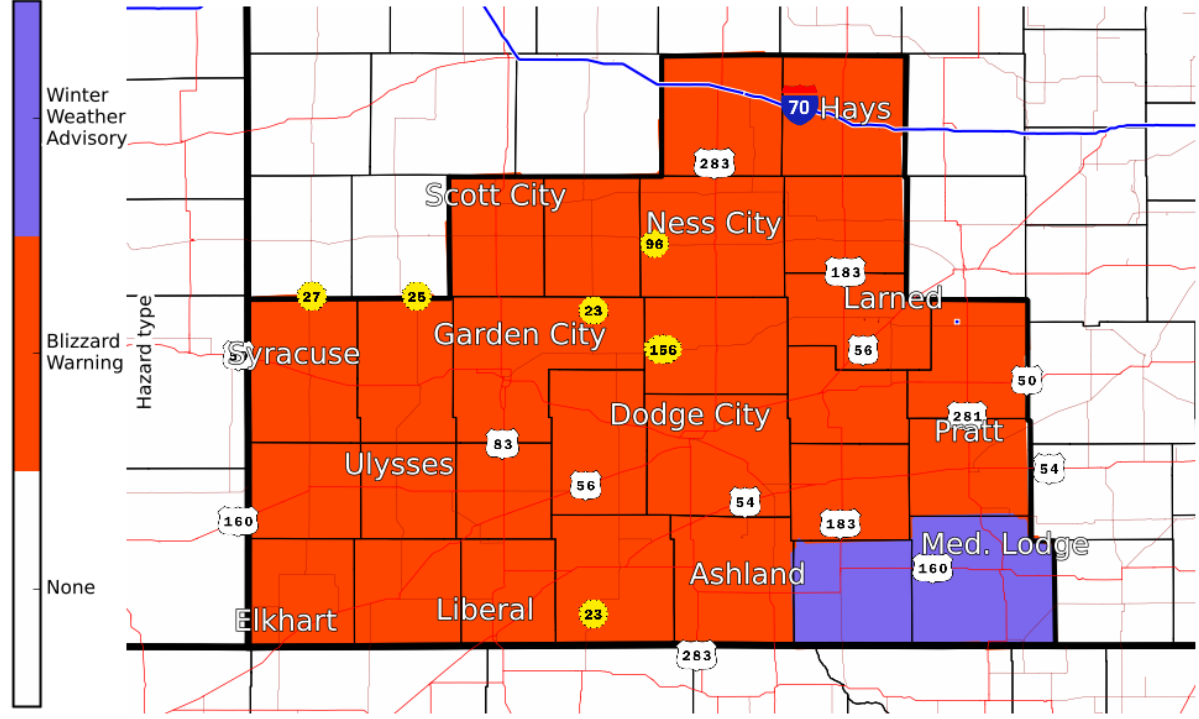 Winter
Weather
Advisory
Blizzard
Warning
None
Hazard type
70
Hays
283
Scott City
Ness City
96
183
27
25
23
Larned
Garden City
Syracuse
156
56
50
Dodge City
281
Pratt
83
Ulysses
54
56
54
160
183
Med. Lodge
160
Ashland
Elkhart
Liberal
23
283